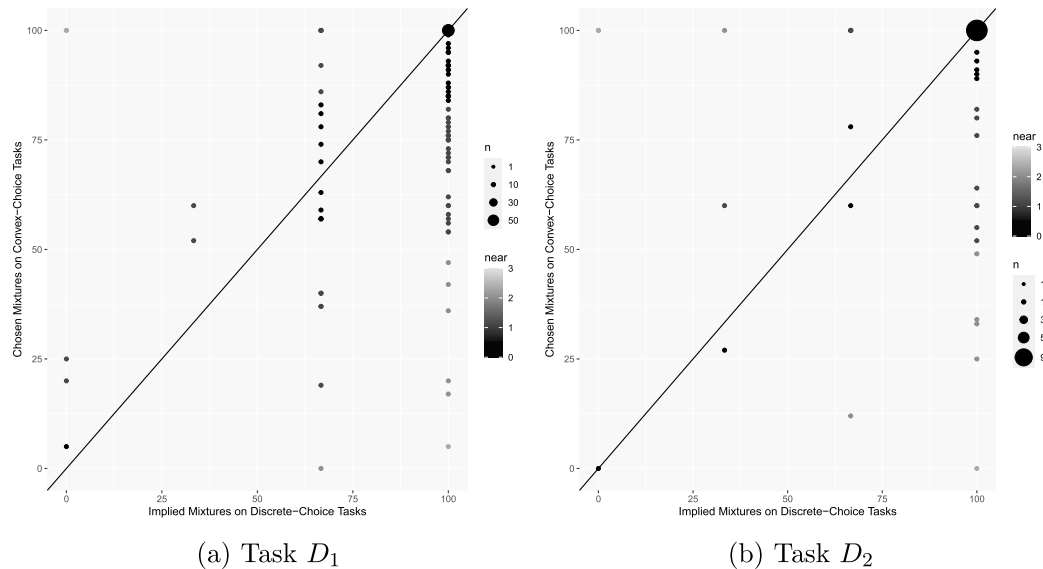 100
75
50
25
0
Chosen Mixtures on Convex−Choice Tasks
0 25 50 75 100
Implied Mixtures on Discrete−Choice Tasks
n
1
10
30
50
near
3
2
1
0
(a) Task D1
100
75
50
25
0
Chosen Mixtures on Convex−Choice Tasks
0 25 50 75 100
Implied Mixtures on Discrete−Choice Tasks
near
3
2
1
0
n
(b) Task D2